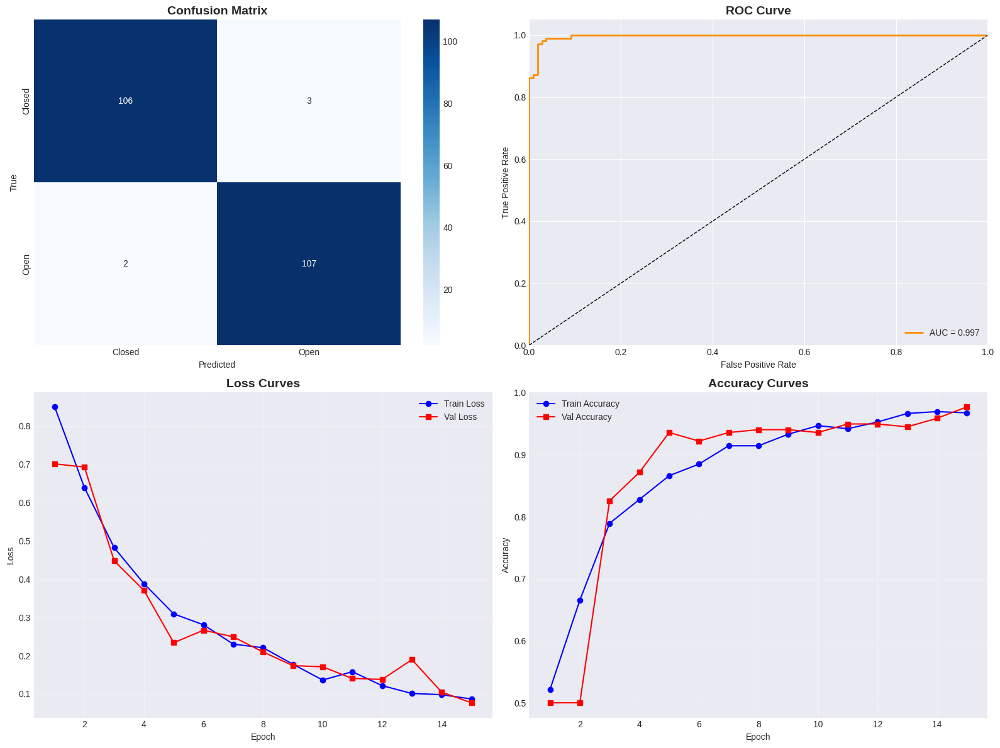 Confusion Matrix
Closed
Open
True
106
3
2
107
Closed
Open
Predicted
100
80
60
40
20
ROC Curve
True Positive Rate
1.0
0.8
0.6
0.4
0.2
0.0
AUC = 0.997
0.0
0.2
0.4
0.6
0.8
1.0
False Positive Rate
Loss Curves
Train Loss
Val Loss
Loss
0.8
0.7
0.6
0.5
0.4
0.3
0.2
0.1
2
4
6
8
10
12
14
Epoch
Accuracy Curves
Train Accuracy
Val Accuracy
Accuracy
1.0
0.9
0.8
0.7
0.6
0.5
2
4
6
8
10
12
14
Epoch